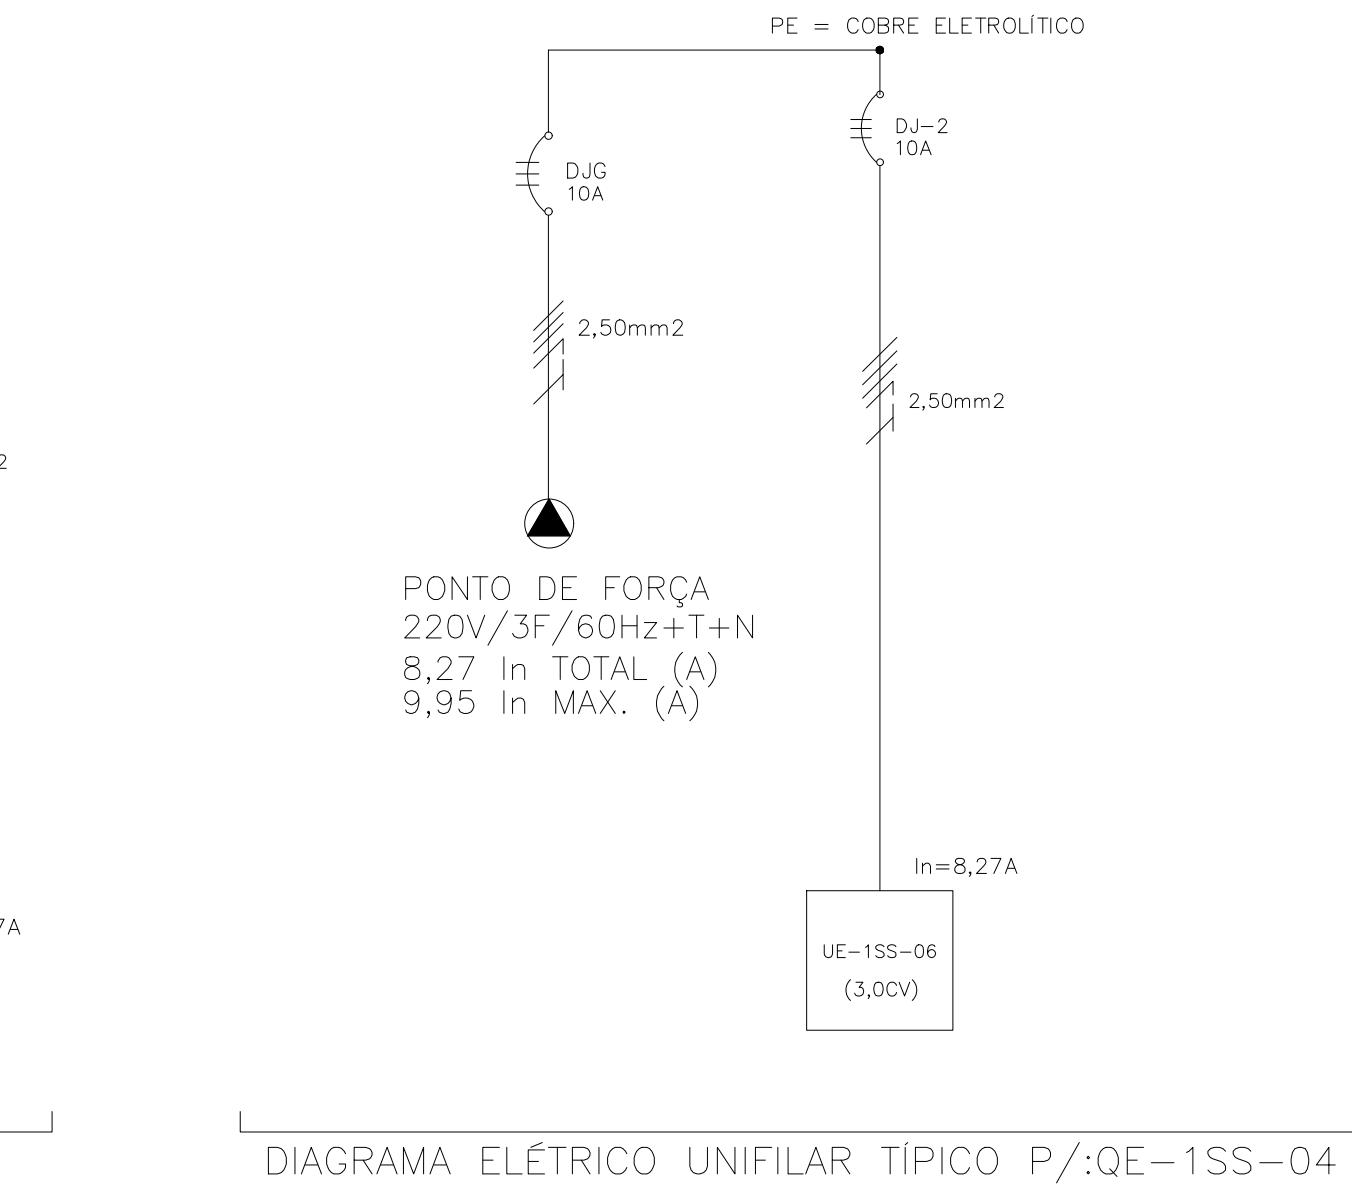 PE = COBRE ELETROLÍTICO
DJ-2
10A
DJG
10A
2,50mm2
2,50mm2
2
PONTO DE FORÇA
220V/3F/60Hz+T+N
8,27 In TOTAL (A)
9,95 In MAX. (A)
In=8,27A
7A
UE-1SS-06
(3,0CV)
DIAGRAMA ELÉTRICO UNIFILAR TÍPICO P/:QE-1SS-04